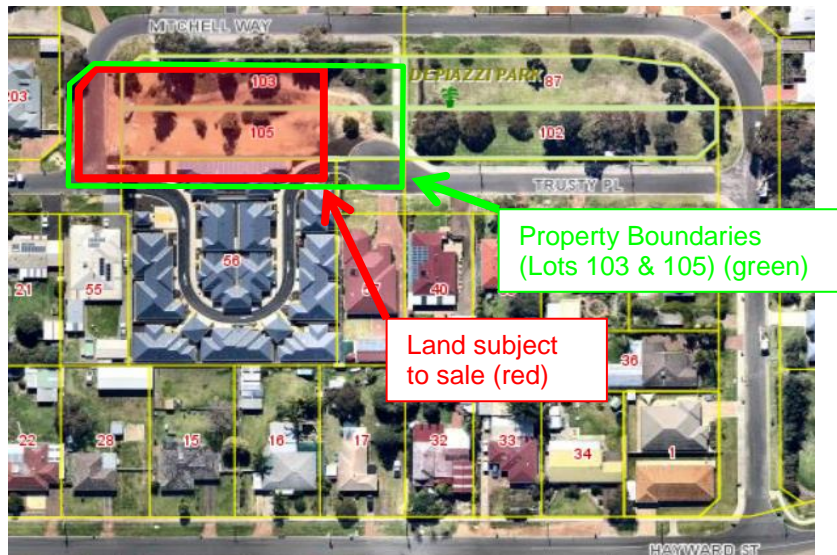 MITCHELL WAY
203
103
DEPIAZZI PARK
87
105
102
TRUSTY PL
Property Boundaries
(Lots 103 & 105) (green)
21
55
56
57
40
Land subject
to sale (red)
36
22
28
15
16
17
32
33
34
1
HAYWARD ST